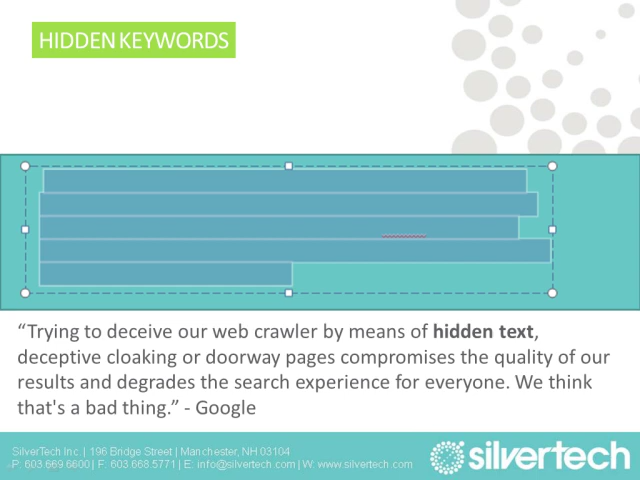 HIDDEN KEYWORDS
“Trying to deceive our web crawler by means of hidden text,
deceptive cloaking or doorway pages compromises the quality of our
results and degrades the search experience for everyone. We think
that's a bad thing.” - Google
SilverTech Inc. | 196 Bridge Street | Manchester, NH 03104
P: 603.669.6600 | F: 603.668.5771 | E: info@silvertech.com | W: www.silvertech.com
silvertech